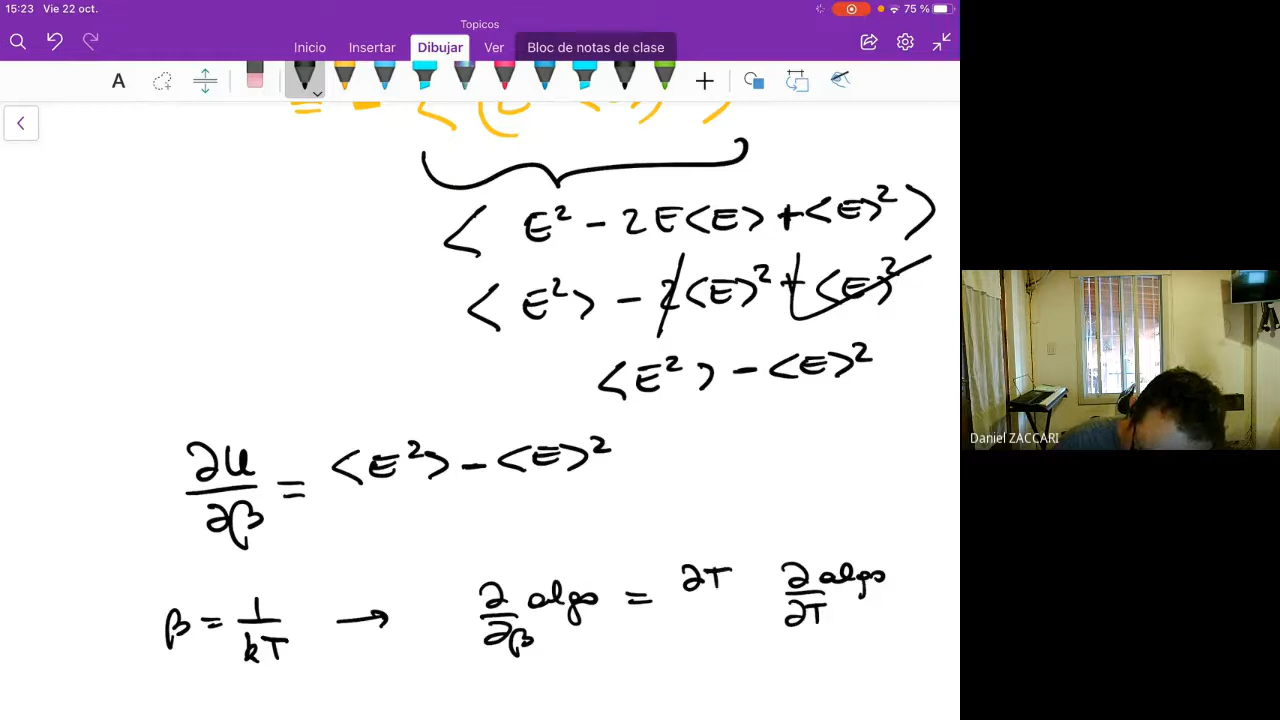 15:23 Vie 22 oct.
75 %
Topicos
Inicio Insertar Dibujar Ver Bloc de notas de clase
A
< E² - 2E<E> + <E>² >
< E² > - 2<E>² + <E>²
< E² > - <E>²
∂U/∂β = <E²> - <E>²
β = 1/kT → ∂/∂β algo = ∂T ∂/∂T algo
Daniel ZACCARI